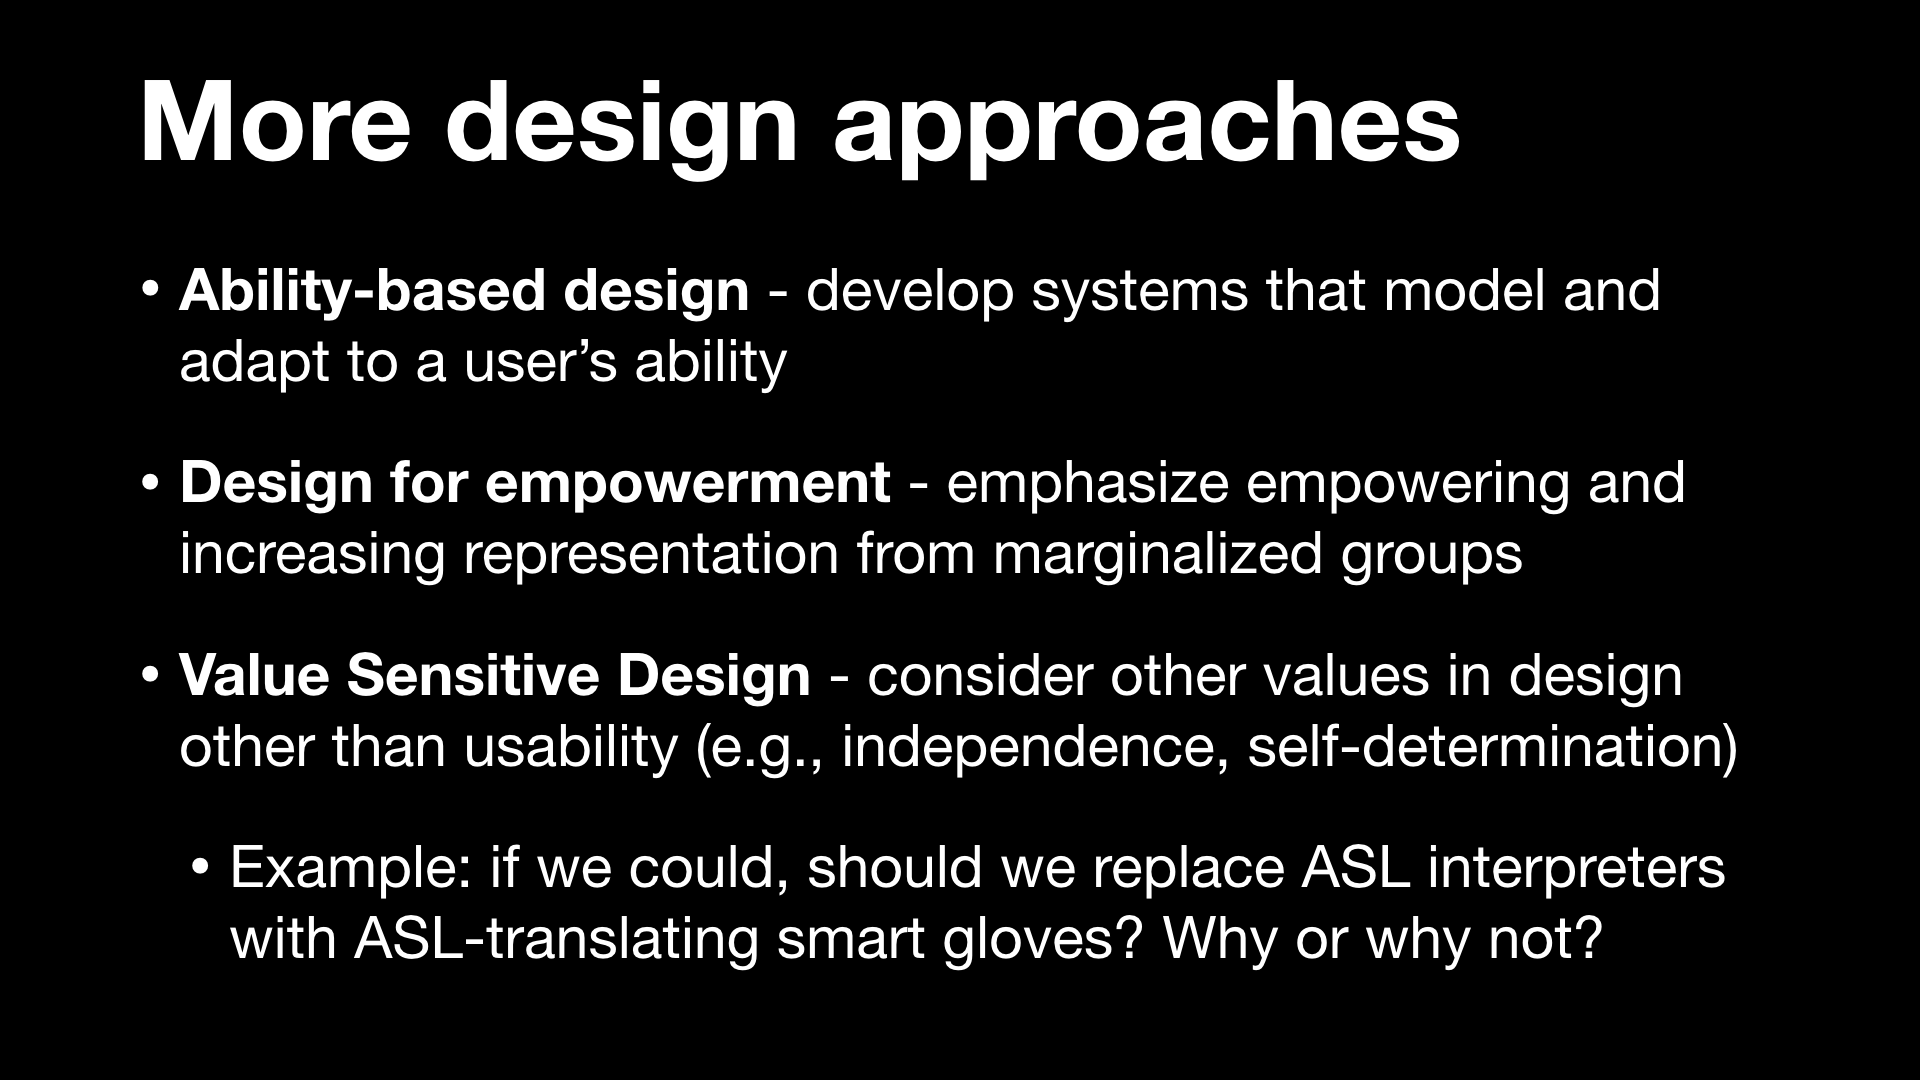 More design approaches
• Ability-based design - develop systems that model and
adapt to a user’s ability
• Design for empowerment - emphasize empowering and
increasing representation from marginalized groups
• Value Sensitive Design - consider other values in design
other than usability (e.g., independence, self-determination)
• Example: if we could, should we replace ASL interpreters
with ASL-translating smart gloves? Why or why not?